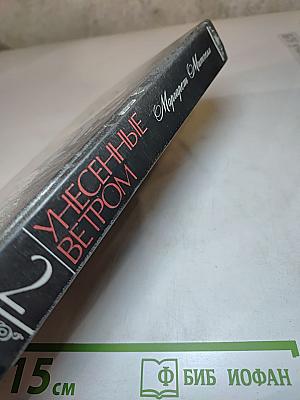 Маргарет Митчелл
УНЕСЕННЫЕ
ВЕТРОМ
2
15 см
Ф БИБ ИОФАН